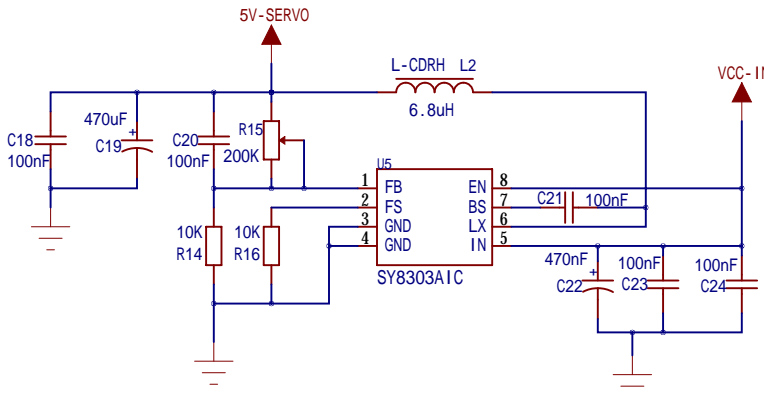 5V-SERVO
L-CDRH L2
VCC-IN
6.8uH
470uF
C18
C19
100nF
C20
100nF
R15
200K
U5
1 FB EN 8
2 FS BS 7
3 GND LX 6
4 GND IN 5
SY8303AIC
C21 100nF
10K
R14
10K
R16
470nF
C22
100nF
C23
100nF
C24